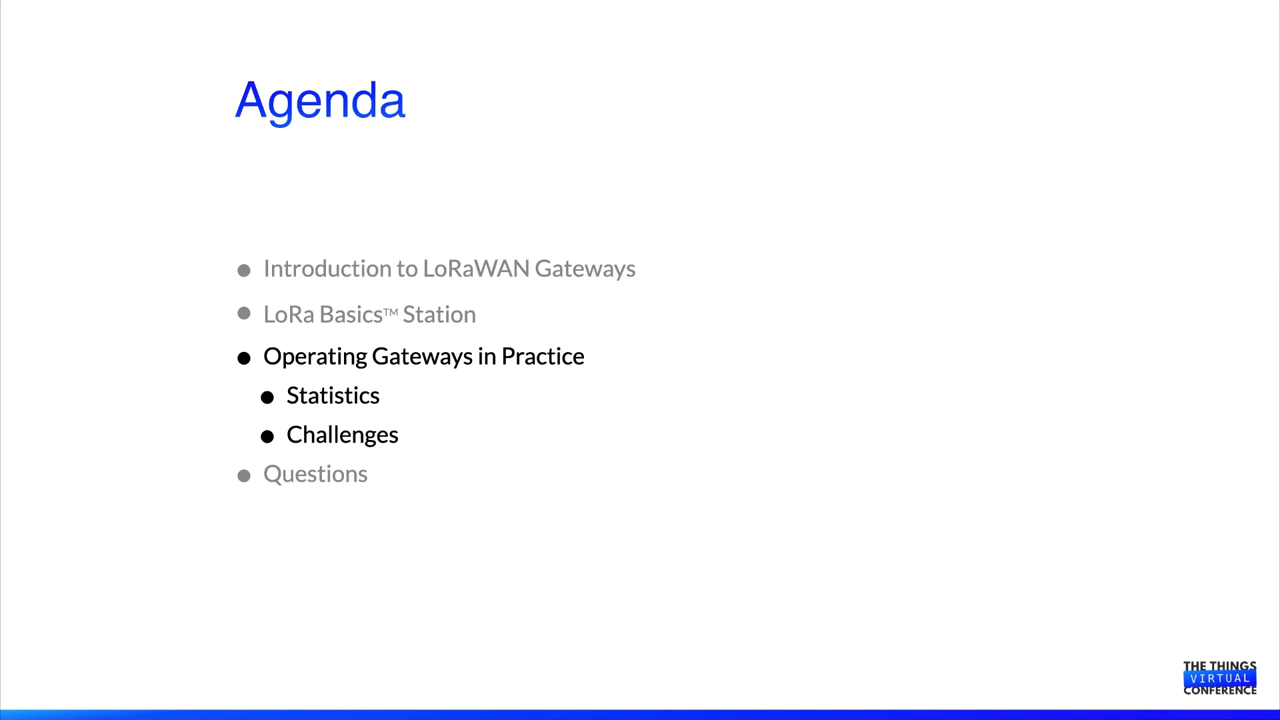 Agenda
● Introduction to LoRaWAN Gateways
● LoRa Basics™ Station
● Operating Gateways in Practice
● Statistics
● Challenges
● Questions
THE THINGS
VIRTUAL
CONFERENCE